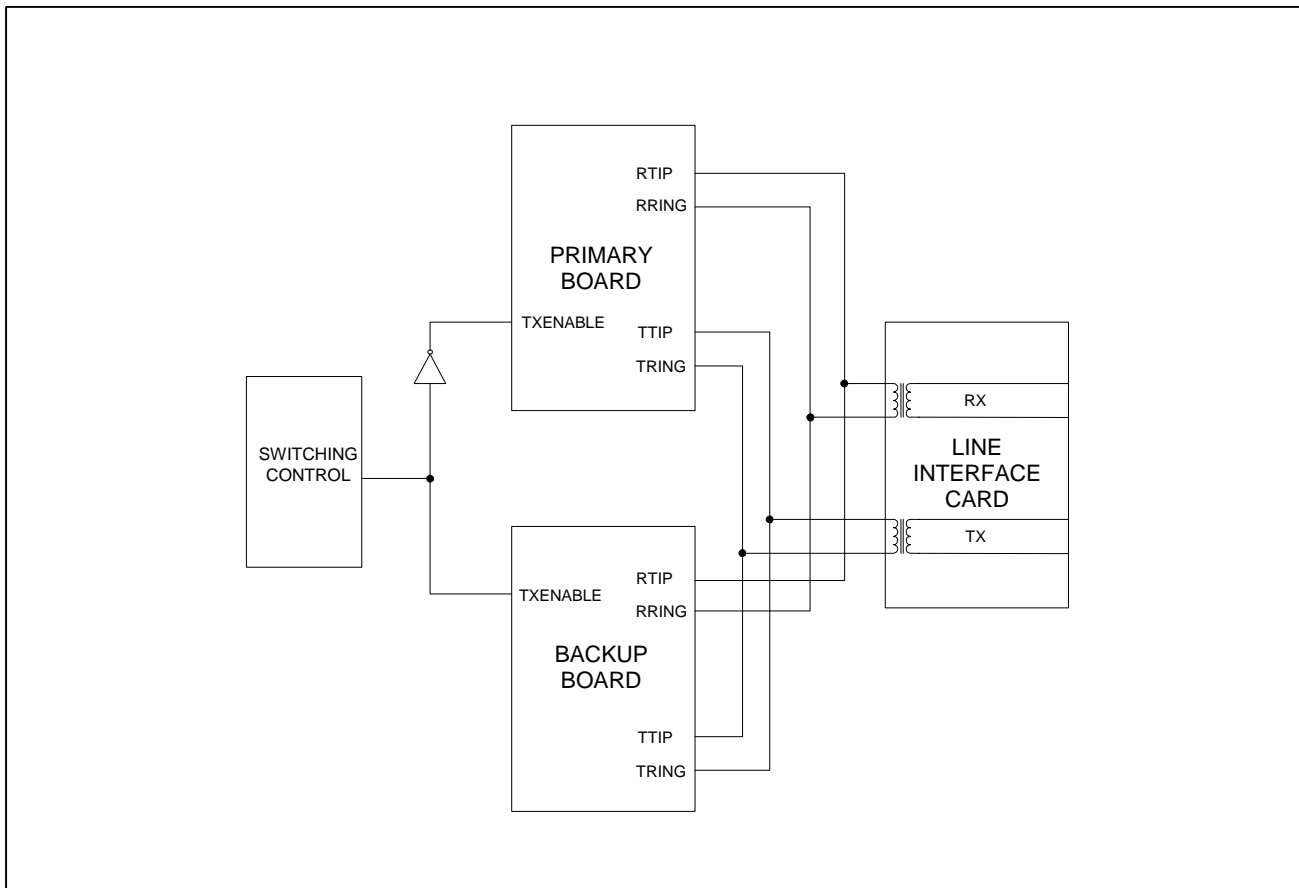 RTIP
RRING
PRIMARY
BOARD
TXENABLE
TTIP
TRING
SWITCHING
CONTROL
RX
LINE
INTERFACE
CARD
TX
RTIP
TXENABLE
RRING
BACKUP
BOARD
TTIP
TRING